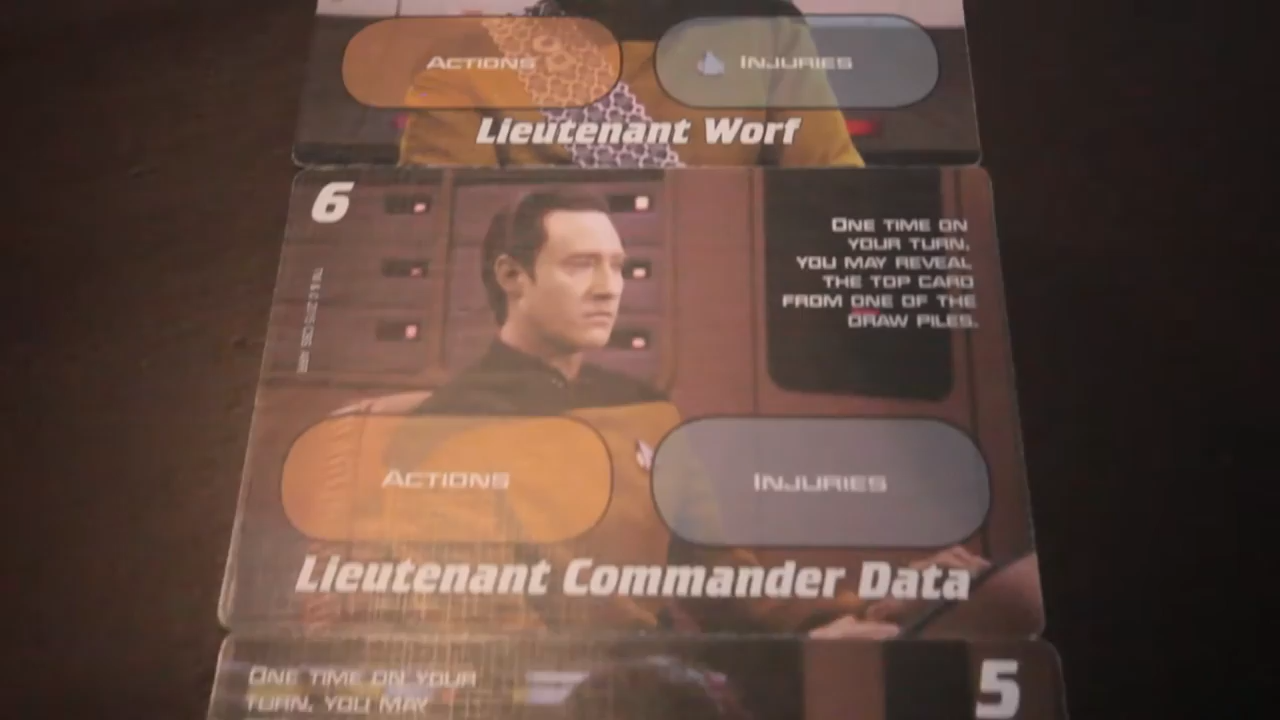 ACTIONS
INJURIES
Lieutenant Worf
6
ONE TIME ON
YOUR TURN,
YOU MAY REVEAL
THE TOP CARD
FROM ONE OF THE
DRAW PILES.
ACTIONS
INJURIES
Lieutenant Commander Data
ONE TIME ON YOUR
TURN, YOU MAY
5